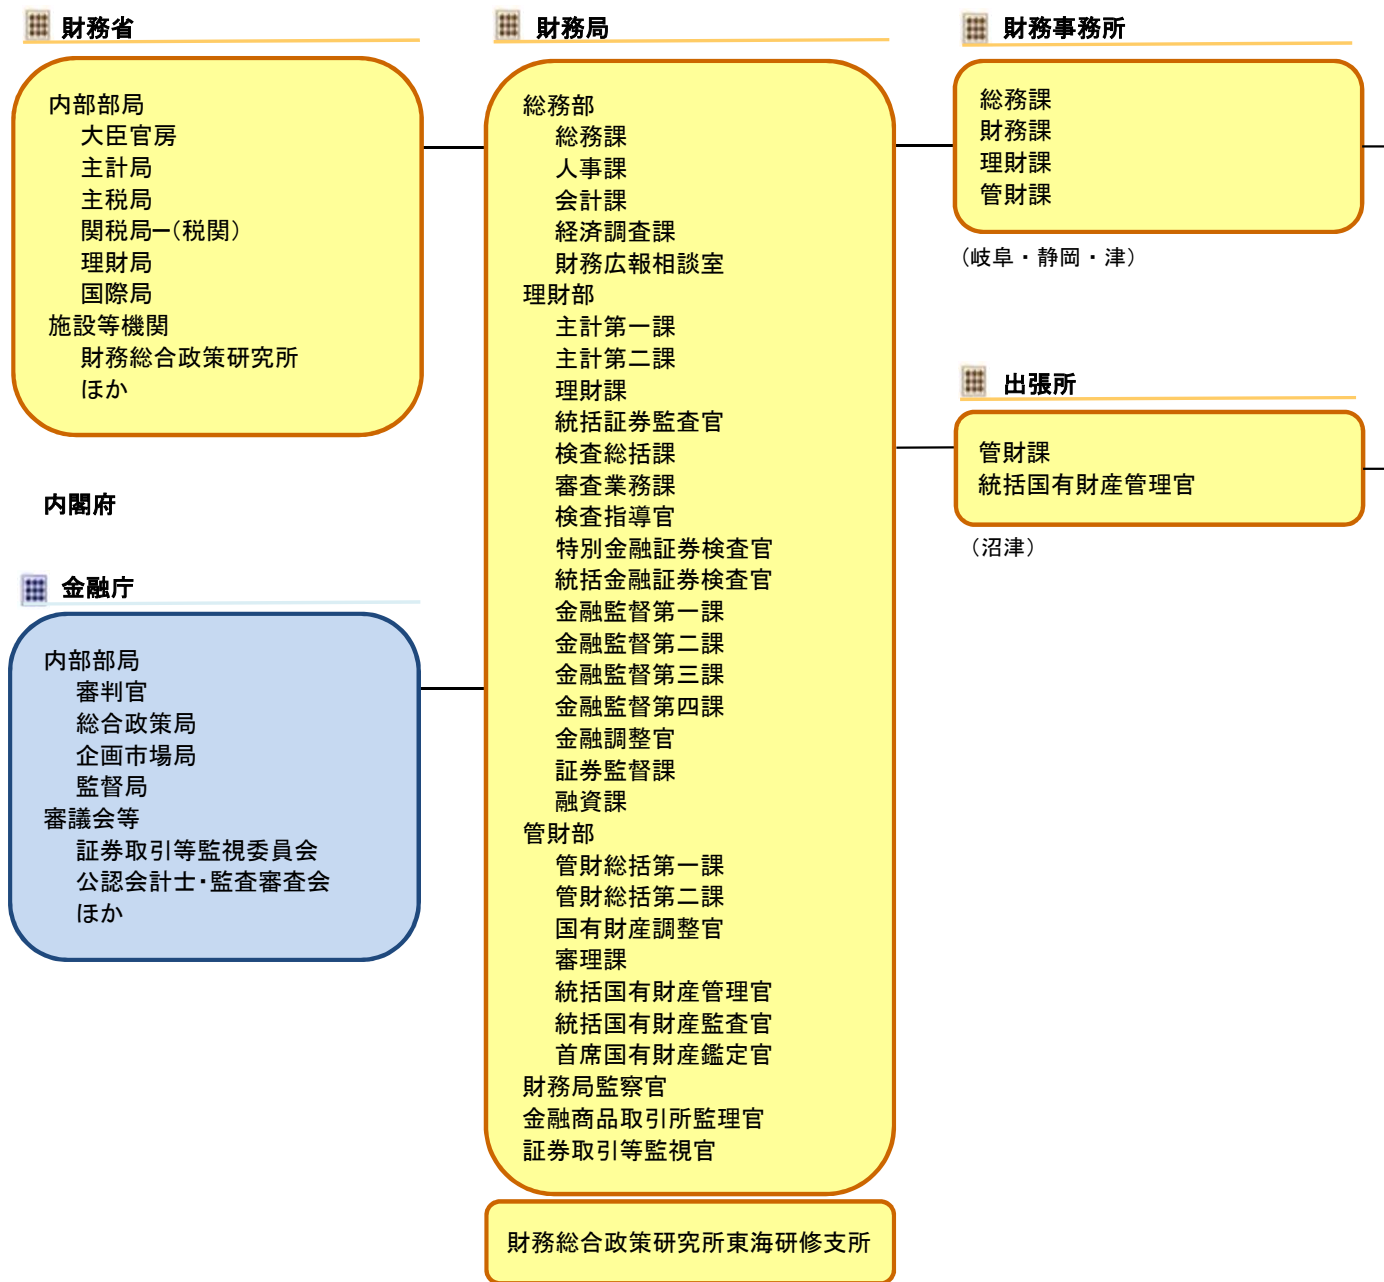 財務省
内部部局
大臣官房
主計局
主税局
関税局ー(税関)
理財局
国際局
施設等機関
財務総合政策研究所
ほか
内閣府
金融庁
内部部局
審判官
総合政策局
企画市場局
監督局
審議会等
証券取引等監視委員会
公認会計士・監査審査会
ほか
財務局
総務部
総務課
人事課
会計課
経済調査課
財務広報相談室
理財部
主計第一課
主計第二課
理財課
統括証券監査官
検査総括課
審査業務課
検査指導官
特別金融証券検査官
統括金融証券検査官
金融監督第一課
金融監督第二課
金融監督第三課
金融監督第四課
金融調整官
証券監督課
融資課
管財部
管財総括第一課
管財総括第二課
国有財産調整官
審理課
統括国有財産管理官
統括国有財産監査官
首席国有財産鑑定官
財務局監察官
金融商品取引所監理官
証券取引等監視官
財務総合政策研究所東海研修支所
財務事務所
総務課
財務課
理財課
管財課
(岐阜・静岡・津)
出張所
管財課
統括国有財産管理官
(沼津)